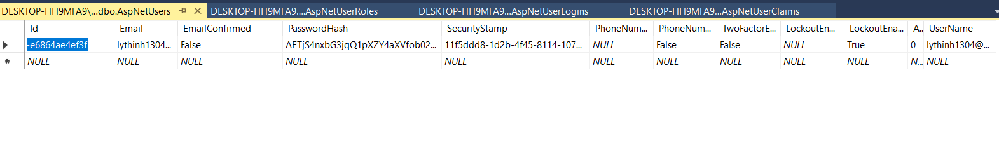 DESKTOP-HH9MFA9\...dbo.AspNetUsers DESKTOP-HH9MFA9....AspNetUserRoles DESKTOP-HH9MFA9...AspNetUserLogins DESKTOP-HH9MFA9...AspNetUserClaims
Id Email EmailConfirmed PasswordHash SecurityStamp PhoneNum... PhoneNum... TwoFactorE... LockoutEn... LockoutEna... A.. UserName
-e6864ae4ef3f lythinh1304... False AETjS4nxbG3jqQ1pXZY4aXVfob02... 11f5ddd8-1d2b-4f45-8114-107... NULL False False NULL True 0 lythinh1304@...
* NULL NULL NULL NULL NULL NULL NULL NULL NULL NULL N... NULL